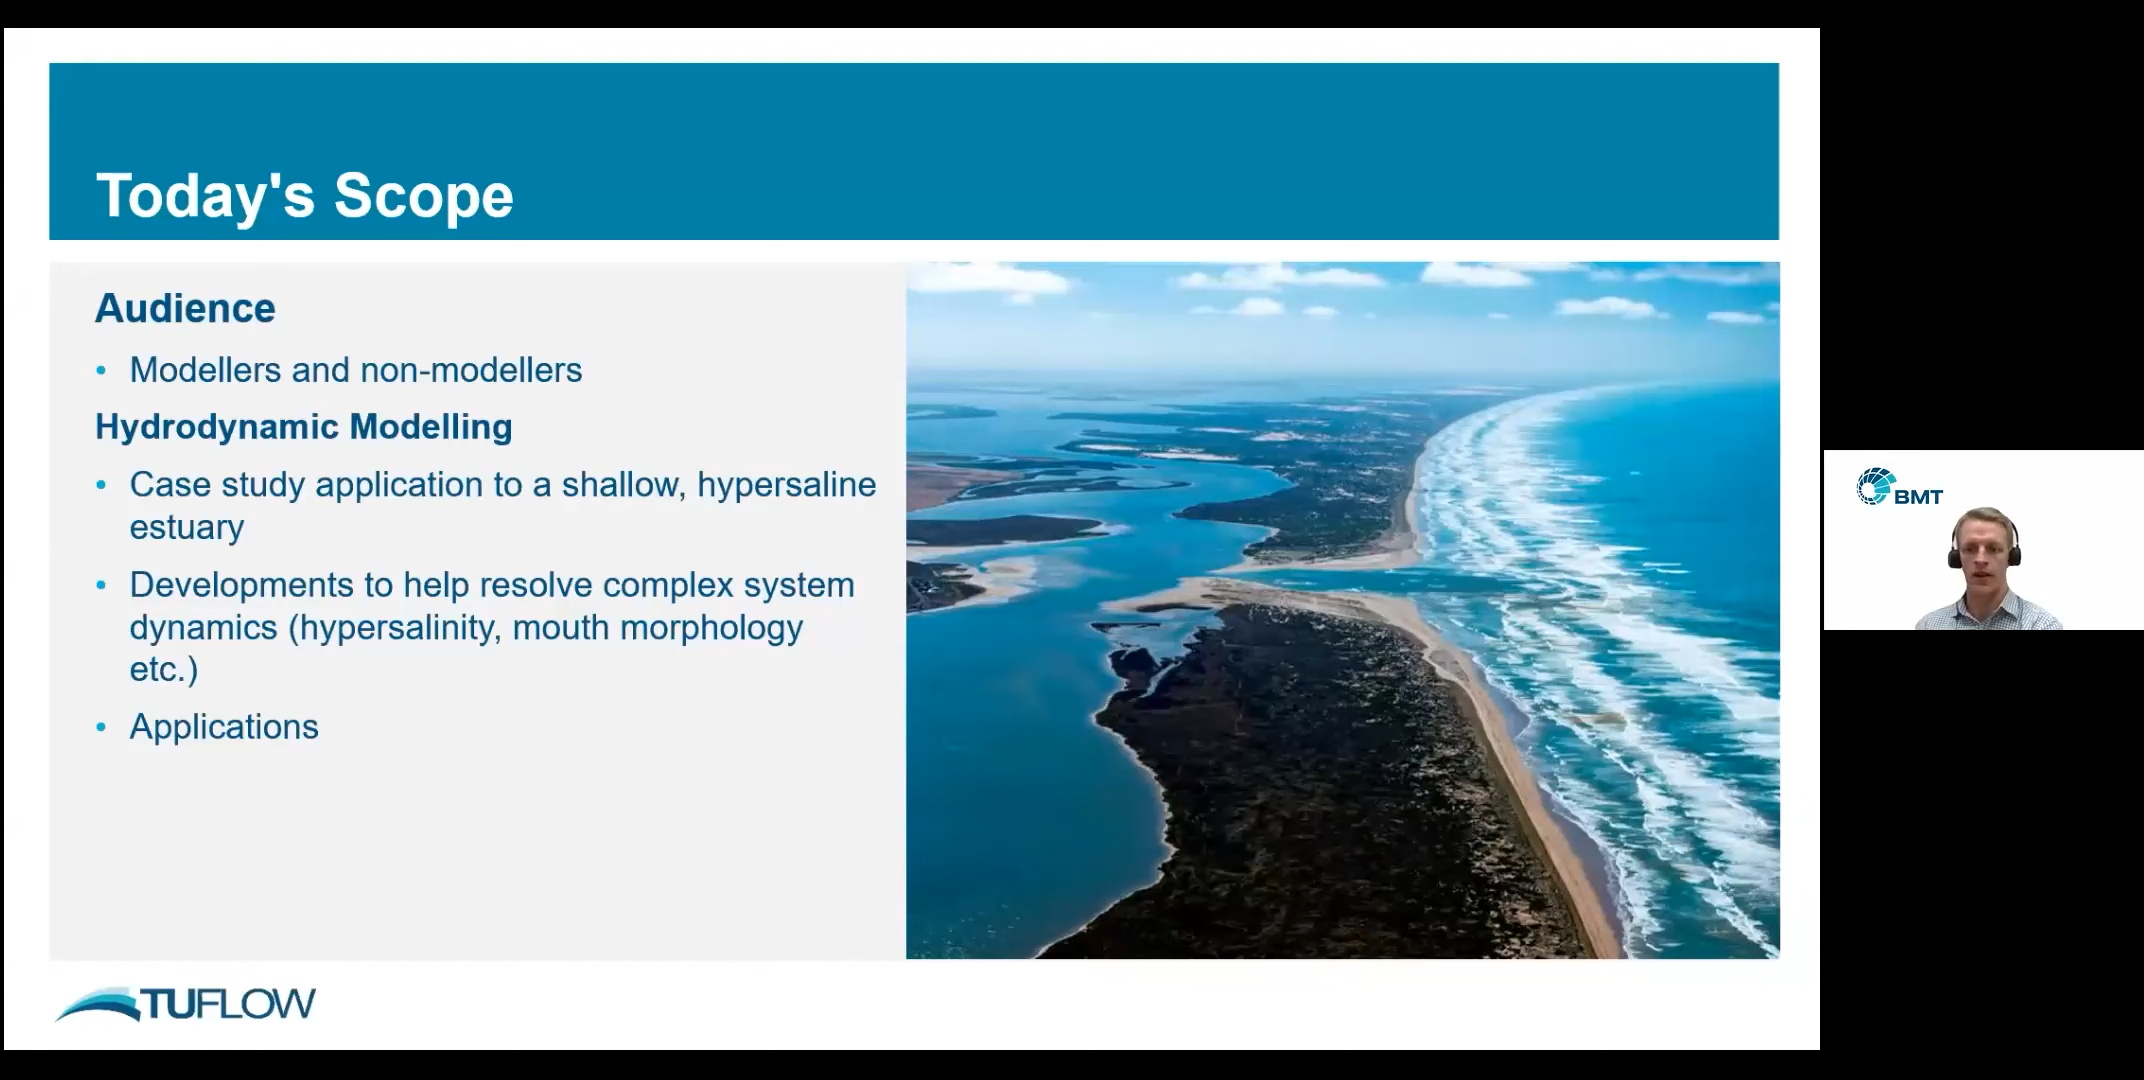 Today's Scope
Audience
• Modellers and non-modellers
Hydrodynamic Modelling
• Case study application to a shallow, hypersaline
estuary
• Developments to help resolve complex system
dynamics (hypersalinity, mouth morphology
etc.)
• Applications
TUFLOW
BMT